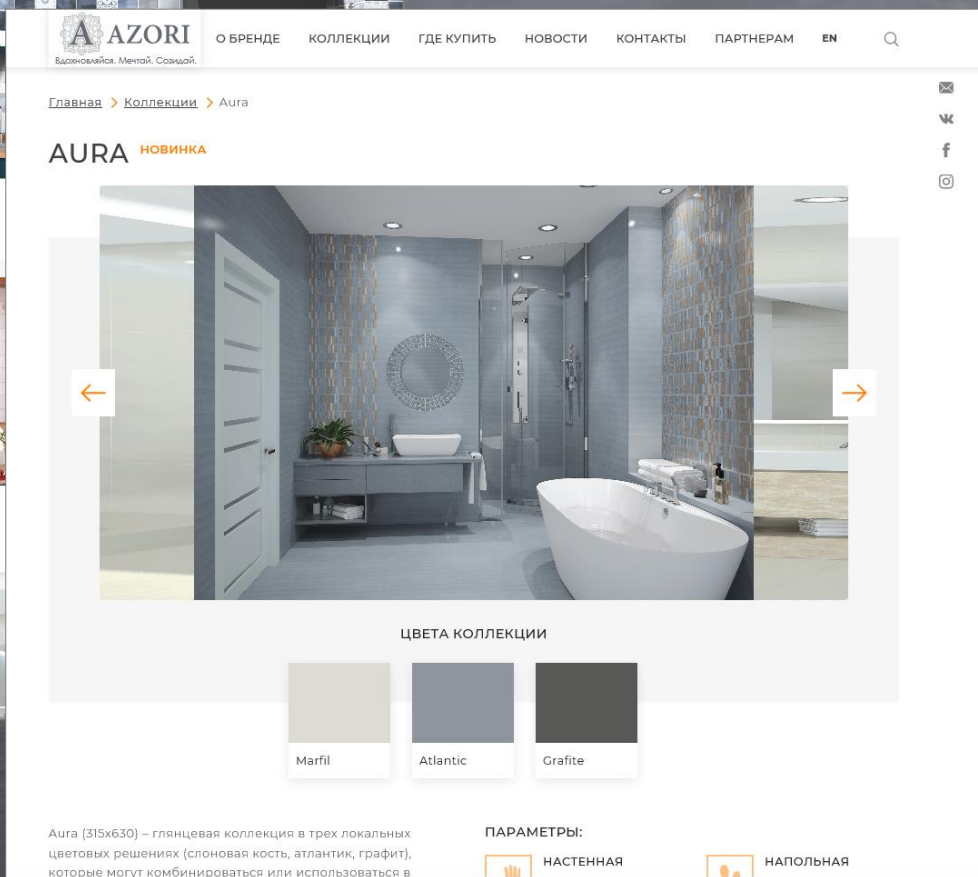 AZORI
Вдохновляйся. Мечтай. Созидай.
О БРЕНДЕ КОЛЛЕКЦИИ ГДЕ КУПИТЬ НОВОСТИ КОНТАКТЫ ПАРТНЕРАМ EN
Главная Коллекции Aura
AURA НОВИНКА
ЦВЕТА КОЛЛЕКЦИИ
Marfil Atlantic Grafite
Aura (315х630) – глянцевая коллекция в трех локальных
цветовых решениях (слоновая кость, атлантик, графит),
которые могут комбинироваться или использоваться в
ПАРАМЕТРЫ:
НАСТЕННАЯ НАПОЛЬНАЯ